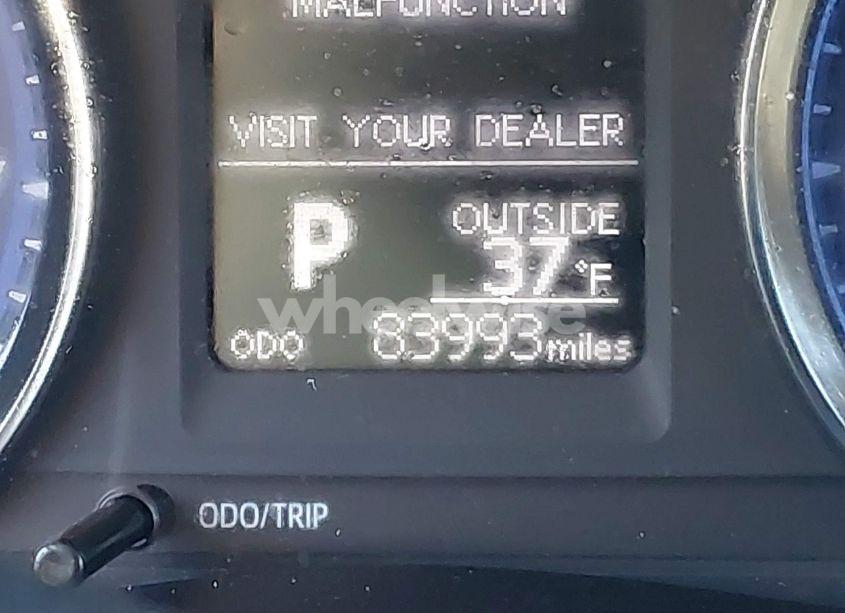 MALFUNCTION
VISIT YOUR DEALER
P
OUTSIDE
37°F
ODO 83993miles
ODO/TRIP